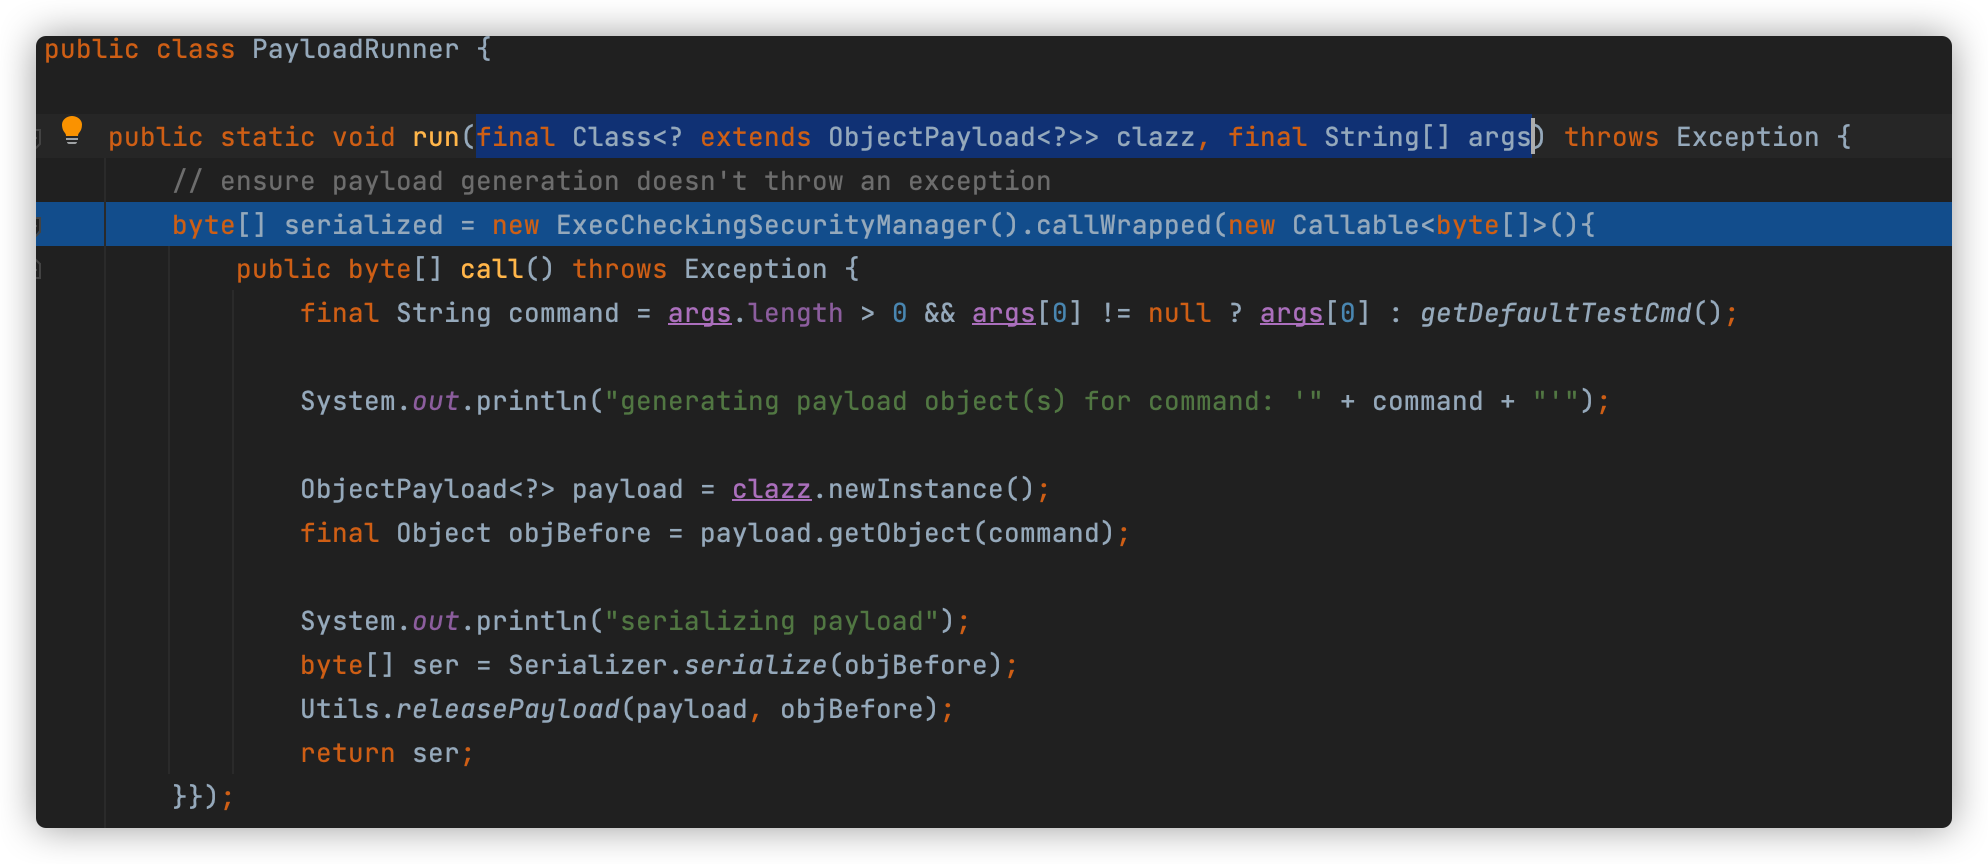 public class PayloadRunner {
public static void run(final Class<? extends ObjectPayload<?>> clazz, final String[] args) throws Exception {
// ensure payload generation doesn't throw an exception
byte[] serialized = new ExecCheckingSecurityManager().callWrapped(new Callable<byte[]>(){
public byte[] call() throws Exception {
final String command = args.length > 0 && args[0] != null ? args[0] : getDefaultTestCmd();
System.out.println("generating payload object(s) for command: '" + command + "'");
ObjectPayload<?> payload = clazz.newInstance();
final Object objBefore = payload.getObject(command);
System.out.println("serializing payload");
byte[] ser = Serializer.serialize(objBefore);
Utils.releasePayload(payload, objBefore);
return ser;
}});